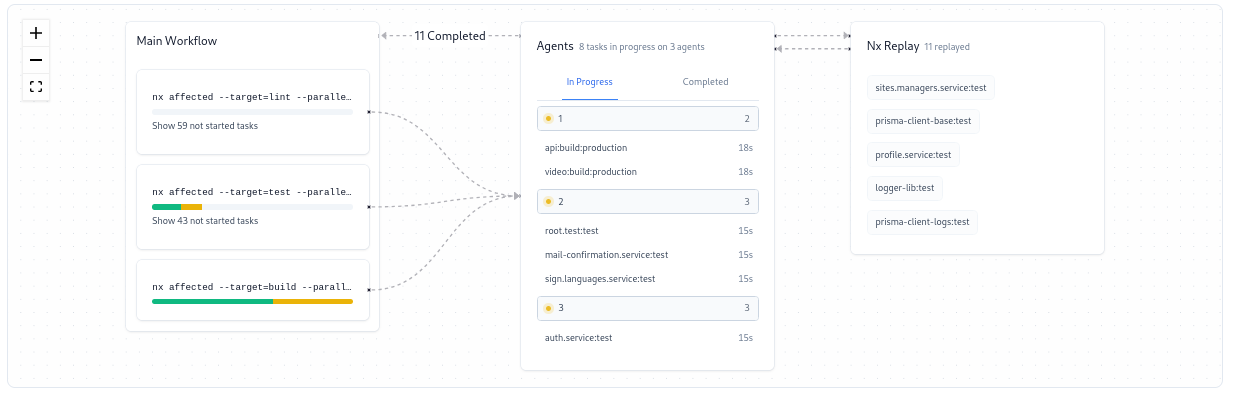 Main Workflow
nx affected --target=lint --paralle…
Show 59 not started tasks
nx affected --target=test --paralle…
Show 43 not started tasks
nx affected --target=build --parall…
11 Completed
Agents 8 tasks in progress on 3 agents
In Progress Completed
1 2
api:build:production 18s
video:build:production 18s
2 3
root.test:test 15s
mail-confirmation.service:test 15s
sign.languages.service:test 15s
3 3
auth.service:test 15s
Nx Replay 11 replayed
sites.managers.service:test
prisma-client-base:test
profile.service:test
logger-lib:test
prisma-client-logs:test